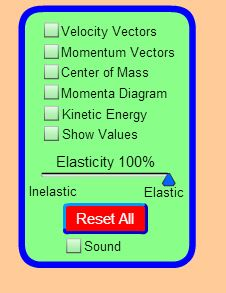 Velocity Vectors
Momentum Vectors
Center of Mass
Momenta Diagram
Kinetic Energy
Show Values
Elasticity 100%
Inelastic Elastic
Reset All
Sound